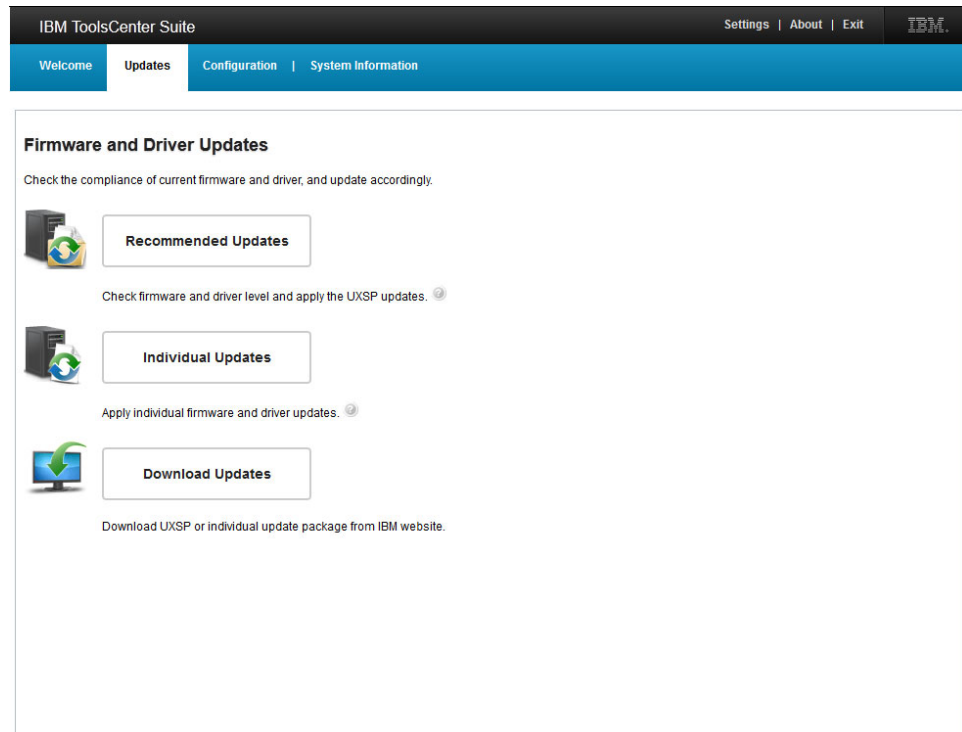 IBM ToolsCenter Suite
Settings | About | Exit
IBM.
Welcome
Updates
Configuration | System Information
Firmware and Driver Updates
Check the compliance of current firmware and driver, and update accordingly.
Recommended Updates
Check firmware and driver level and apply the UXSP updates. ?
Individual Updates
Apply individual firmware and driver updates. ?
Download Updates
Download UXSP or individual update package from IBM website.